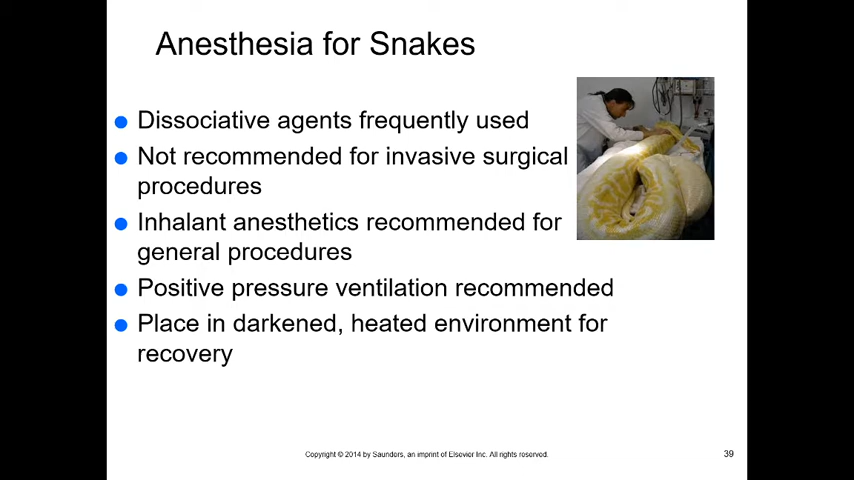 Anesthesia for Snakes
Dissociative agents frequently used
Not recommended for invasive surgical
procedures
Inhalant anesthetics recommended for
general procedures
Positive pressure ventilation recommended
Place in darkened, heated environment for
recovery
Copyright © 2014 by Saunders, an imprint of Elsevier Inc. All rights reserved.
39